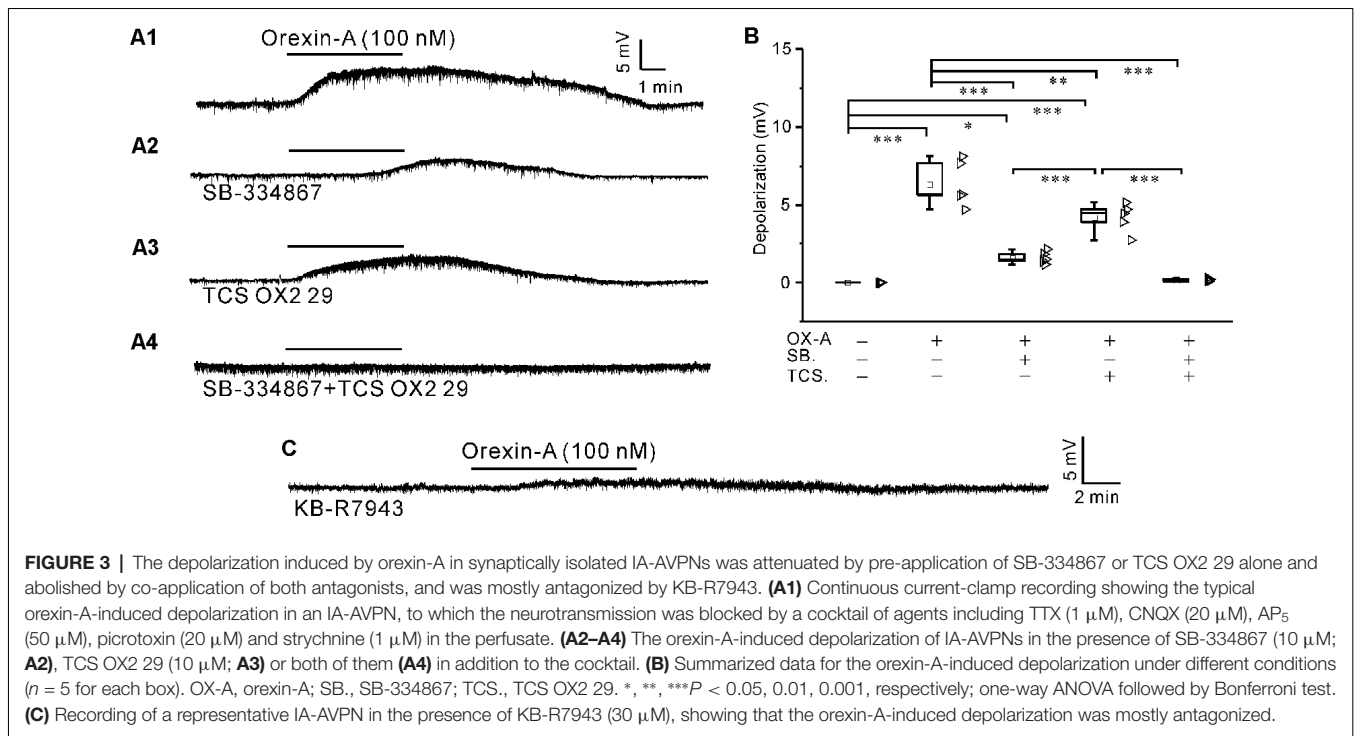 A1
Orexin-A (100 nM)
5 mV
1 min
A2
SB-334867
A3
TCS OX2 29
A4
SB-334867+TCS OX2 29
B
Depolarization (mV)
15
10
5
0
***
**
***
***
*
***
***
***
OX-A – + + + +
SB. – – + – +
TCS. – – – + +
C
Orexin-A (100 nM)
5 mV
2 min
KB-R7943
FIGURE 3 | The depolarization induced by orexin-A in synaptically isolated IA-AVPNs was attenuated by pre-application of SB-334867 or TCS OX2 29 alone and
abolished by co-application of both antagonists, and was mostly antagonized by KB-R7943. (A1) Continuous current-clamp recording showing the typical
orexin-A-induced depolarization in an IA-AVPN, to which the neurotransmission was blocked by a cocktail of agents including TTX (1 μM), CNQX (20 μM), AP5
(50 μM), picrotoxin (20 μM) and strychnine (1 μM) in the perfusate. (A2–A4) The orexin-A-induced depolarization of IA-AVPNs in the presence of SB-334867 (10 μM;
A2), TCS OX2 29 (10 μM; A3) or both of them (A4) in addition to the cocktail. (B) Summarized data for the orexin-A-induced depolarization under different conditions
(n = 5 for each box). OX-A, orexin-A; SB., SB-334867; TCS., TCS OX2 29. *, **, ***P < 0.05, 0.01, 0.001, respectively; one-way ANOVA followed by Bonferroni test.
(C) Recording of a representative IA-AVPN in the presence of KB-R7943 (30 μM), showing that the orexin-A-induced depolarization was mostly antagonized.